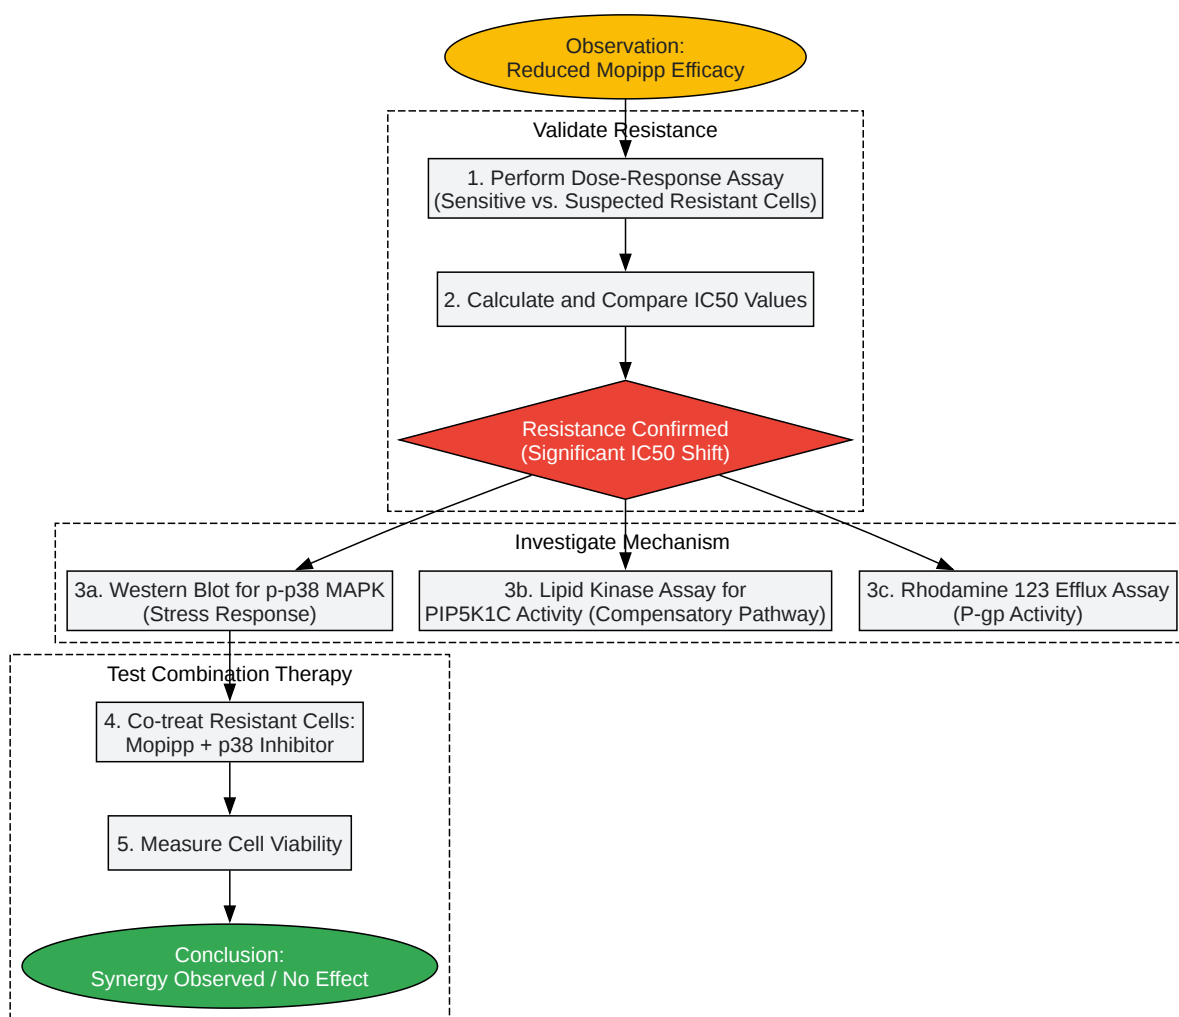 Observation:
Reduced Mopipp Efficacy
Validate Resistance
1. Perform Dose-Response Assay
(Sensitive vs. Suspected Resistant Cells)
2. Calculate and Compare IC50 Values
Resistance Confirmed
(Significant IC50 Shift)
Investigate Mechanism
3a. Western Blot for p-p38 MAPK
(Stress Response)
3b. Lipid Kinase Assay for
PIP5K1C Activity (Compensatory Pathway)
3c. Rhodamine 123 Efflux Assay
(P-gp Activity)
Test Combination Therapy
4. Co-treat Resistant Cells:
Mopipp + p38 Inhibitor
5. Measure Cell Viability
Conclusion:
Synergy Observed / No Effect